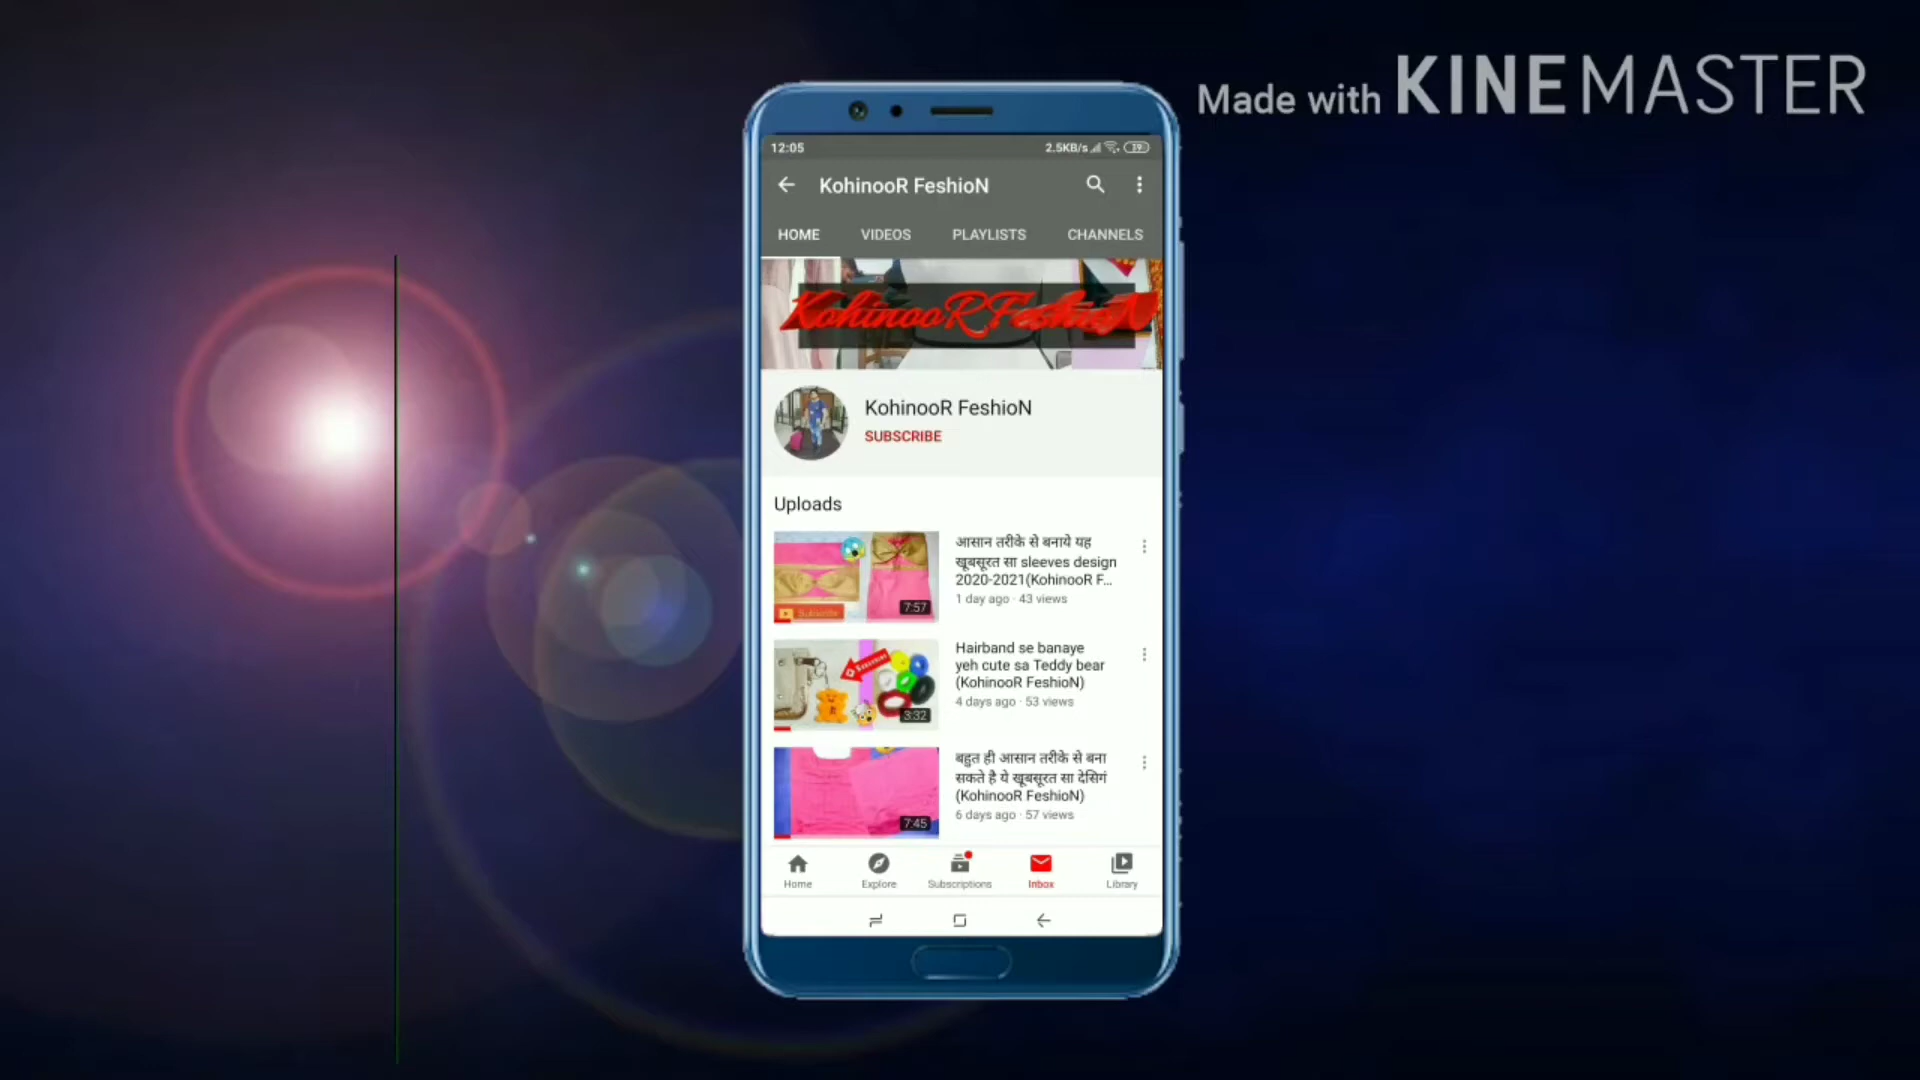 Made with KINEMASTER
12:05
2.5KB/s
39
KohinooR FeshioN
HOME VIDEOS PLAYLISTS CHANNELS
KohinooR FeshioN
KohinooR FeshioN
SUBSCRIBE
Uploads
आसान तरीके से बनाये यह
खूबसूरत सा sleeves design
2020-2021(KohinooR F...
1 day ago · 43 views
Subscribe
7:57
Hairband se banaye
yeh cute sa Teddy bear
(KohinooR FeshioN)
4 days ago · 53 views
3:32
बहुत ही आसान तरीके से बना
सकते है ये खूबसूरत सा देसिगं
(KohinooR FeshioN)
6 days ago · 57 views
7:45
Home Explore Subscriptions Inbox Library